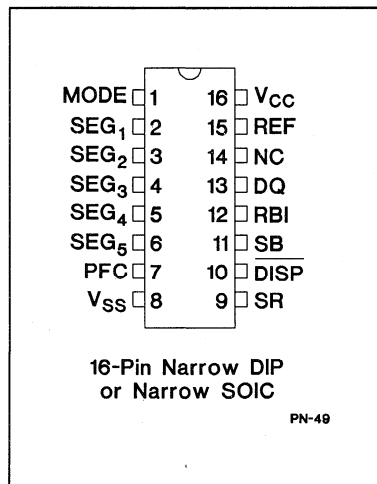 MODE 1 16 VCC
SEG1 2 15 REF
SEG2 3 14 NC
SEG3 4 13 DQ
SEG4 5 12 RBI
SEG5 6 11 SB
PFC 7 10 DISP
VSS 8 9 SR
16-Pin Narrow DIP
or Narrow SOIC
PN-49